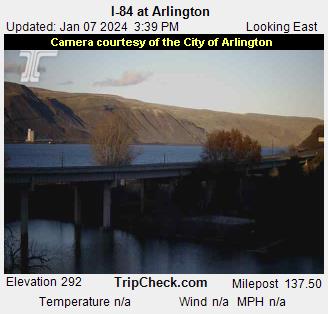 I-84 at Arlington
Updated: Jan 07 2024 3:39 PM Looking East
Camera courtesy of the City of Arlington
Elevation 292 TripCheck.com Milepost 137.50
Temperature n/a Wind n/a MPH n/a